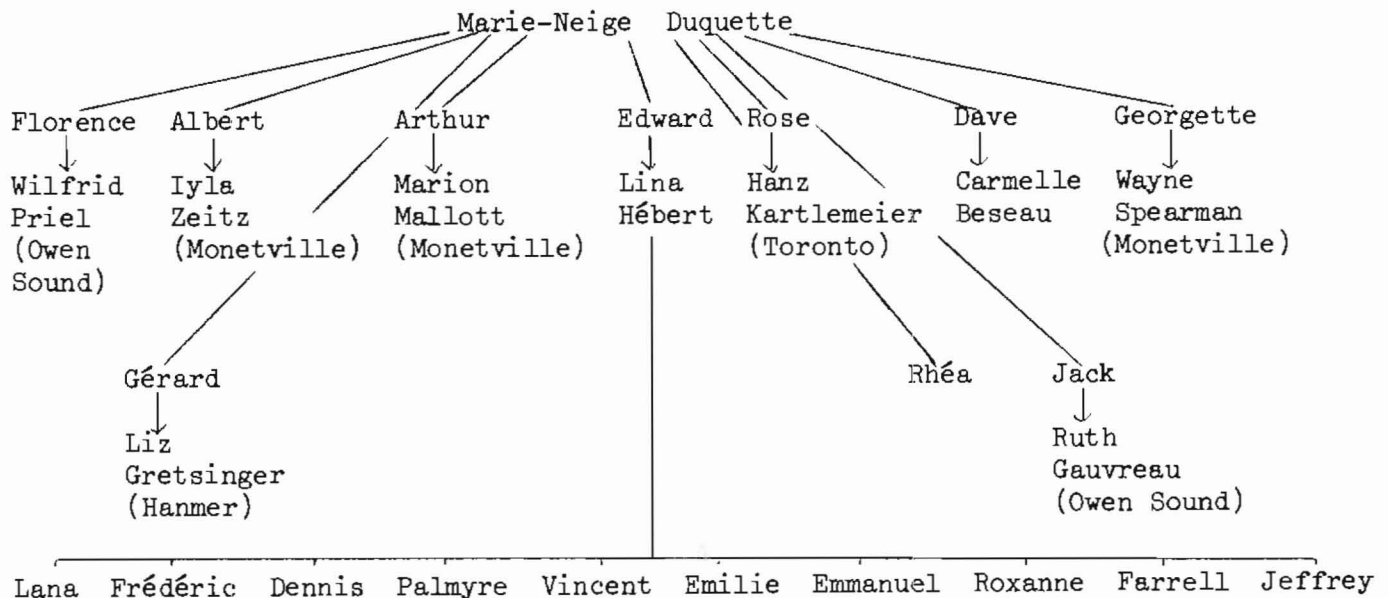 Marie-Neige Duquette
Florence Albert Arthur Edward Rose Dave Georgette
Wilfrid Iyla Marion Lina Hanz Carmelle Wayne
Priel Zeitz Mallott Hébert Kartlemeier Beseau Spearman
(Owen (Monetville) (Monetville) (Toronto) (Monetville)
Sound)
Gérard Rhéa Jack
Liz Ruth
Gretsinger Gauvreau
(Hanmer) (Owen Sound)
Lana Frédéric Dennis Palmyre Vincent Emilie Emmanuel Roxanne Farrell Jeffrey